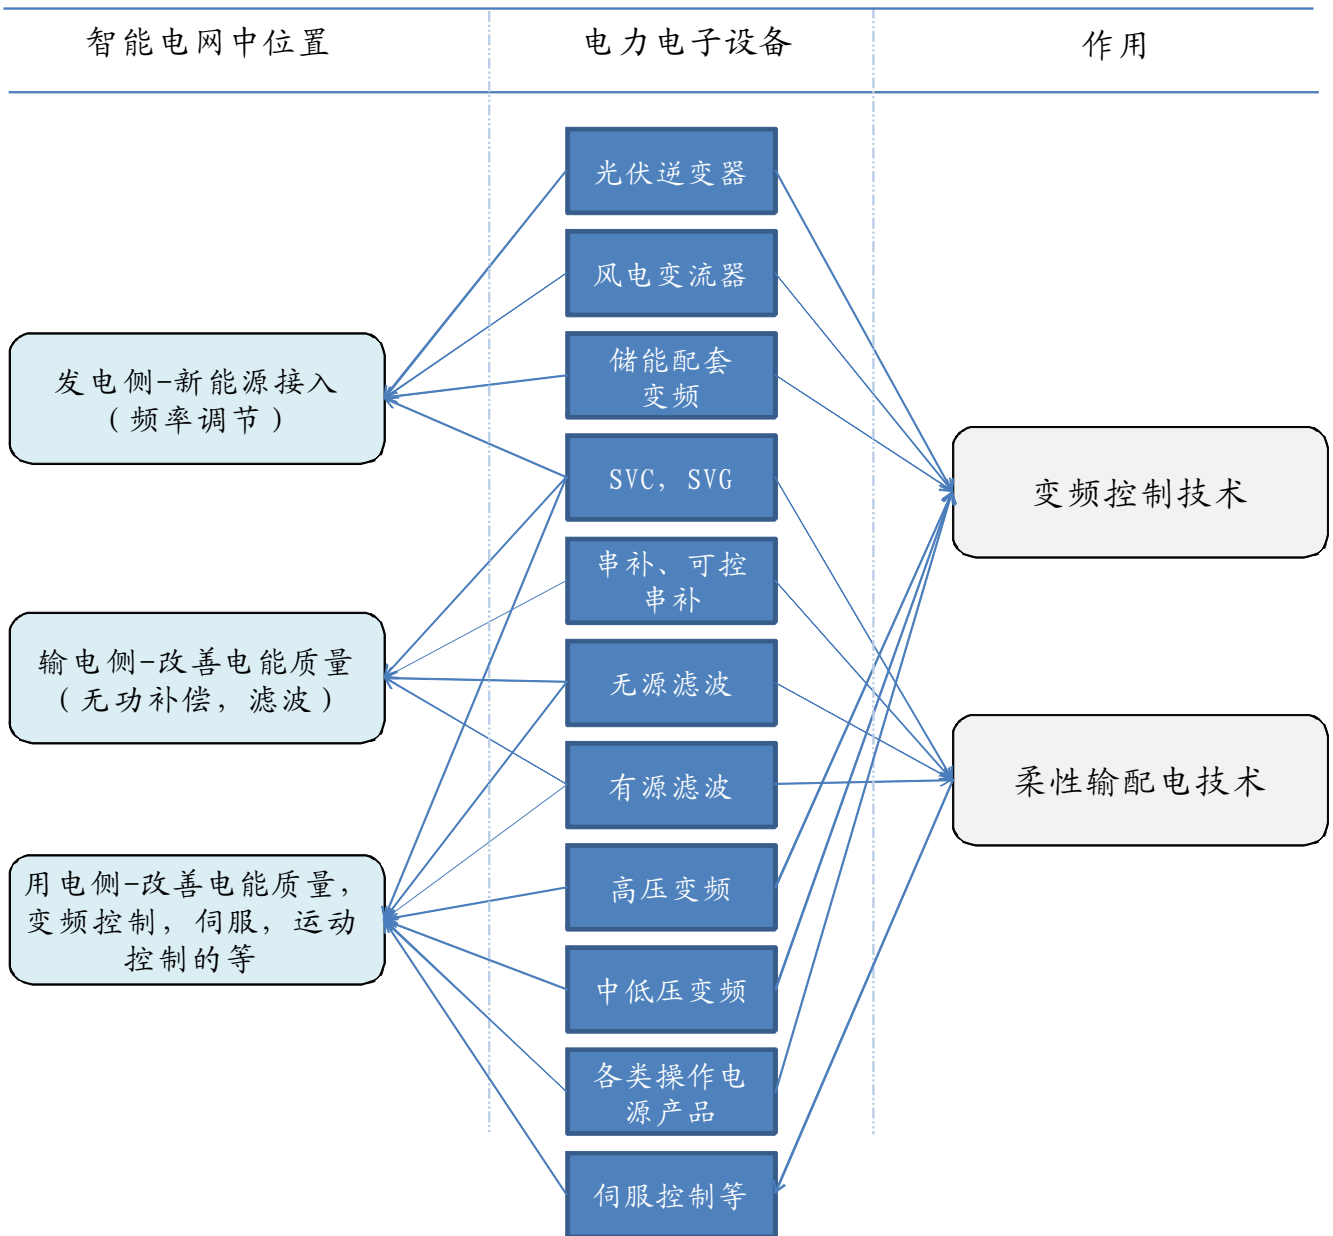 智能电网中位置
电力电子设备
作用
光伏逆变器
风电变流器
储能配套
变频
SVC, SVG
串补、可控
串补
无源滤波
有源滤波
高压变频
中低压变频
各类操作电
源产品
伺服控制等
发电�-新能源接入
(频率调节)
输电侧-改善电能质量
(无功补偿, 滤波)
用电侧-改善电能质量,
变频控制, 伺服, 运动
控制的等
变频控制技术
柔性输配电技术